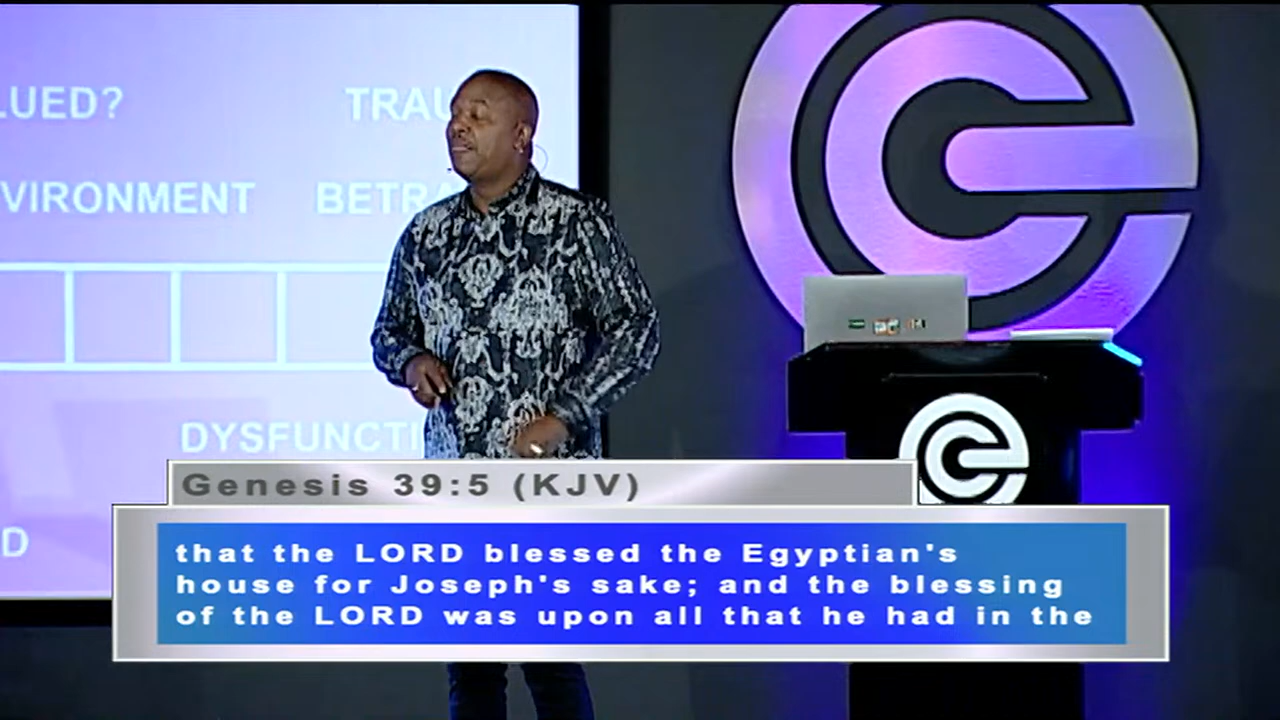 LUED?
TRAU
VIRONMENT
BETRA
DYSFUNCTI
D
Genesis 39:5 (KJV)
that the LORD blessed the Egyptian's
house for Joseph's sake; and the blessing
of the LORD was upon all that he had in the